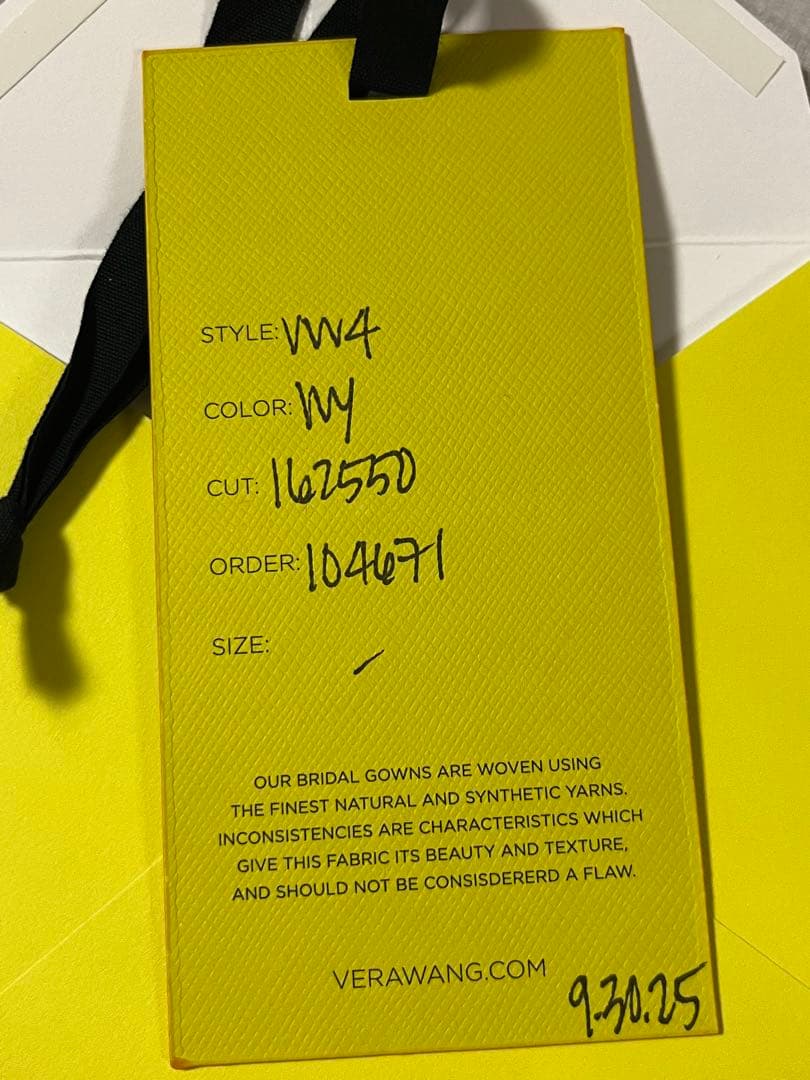 STYLE: VW4
COLOR: IVY
CUT: 162550
ORDER: 104671
SIZE: -
OUR BRIDAL GOWNS ARE WOVEN USING
THE FINEST NATURAL AND SYNTHETIC YARNS.
INCONSISTENCIES ARE CHARACTERISTICS WHICH
GIVE THIS FABRIC ITS BEAUTY AND TEXTURE,
AND SHOULD NOT BE CONSISDERERD A FLAW.
VERAWANG.COM
9.30.25